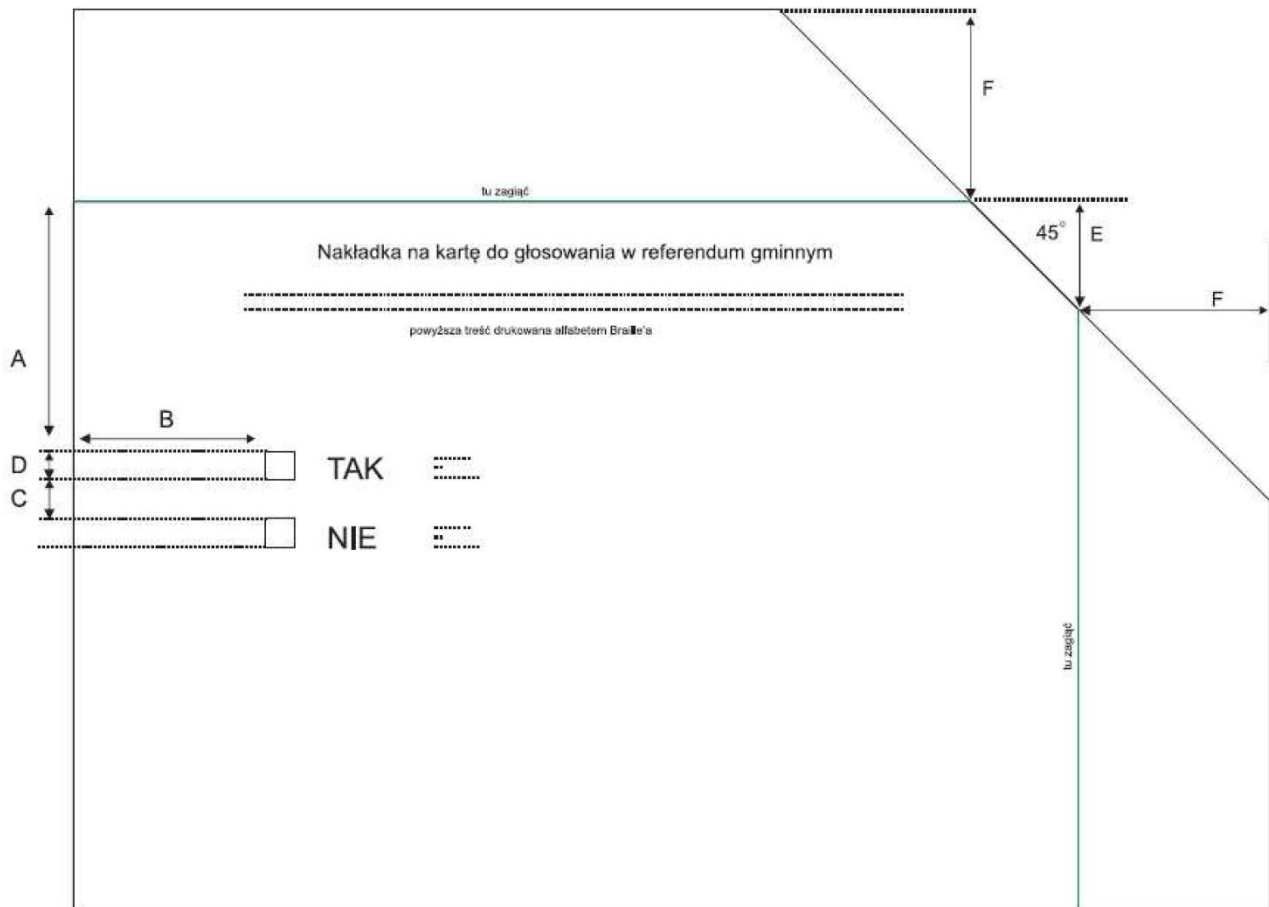 F
tu zagiąć
45° E
Nakładka na kartę do głosowania w referendum gminnym
F
powyższa treść drukowana alfabetem Braille'a
A
B
D
TAK
C
NIE
tu zagiąć